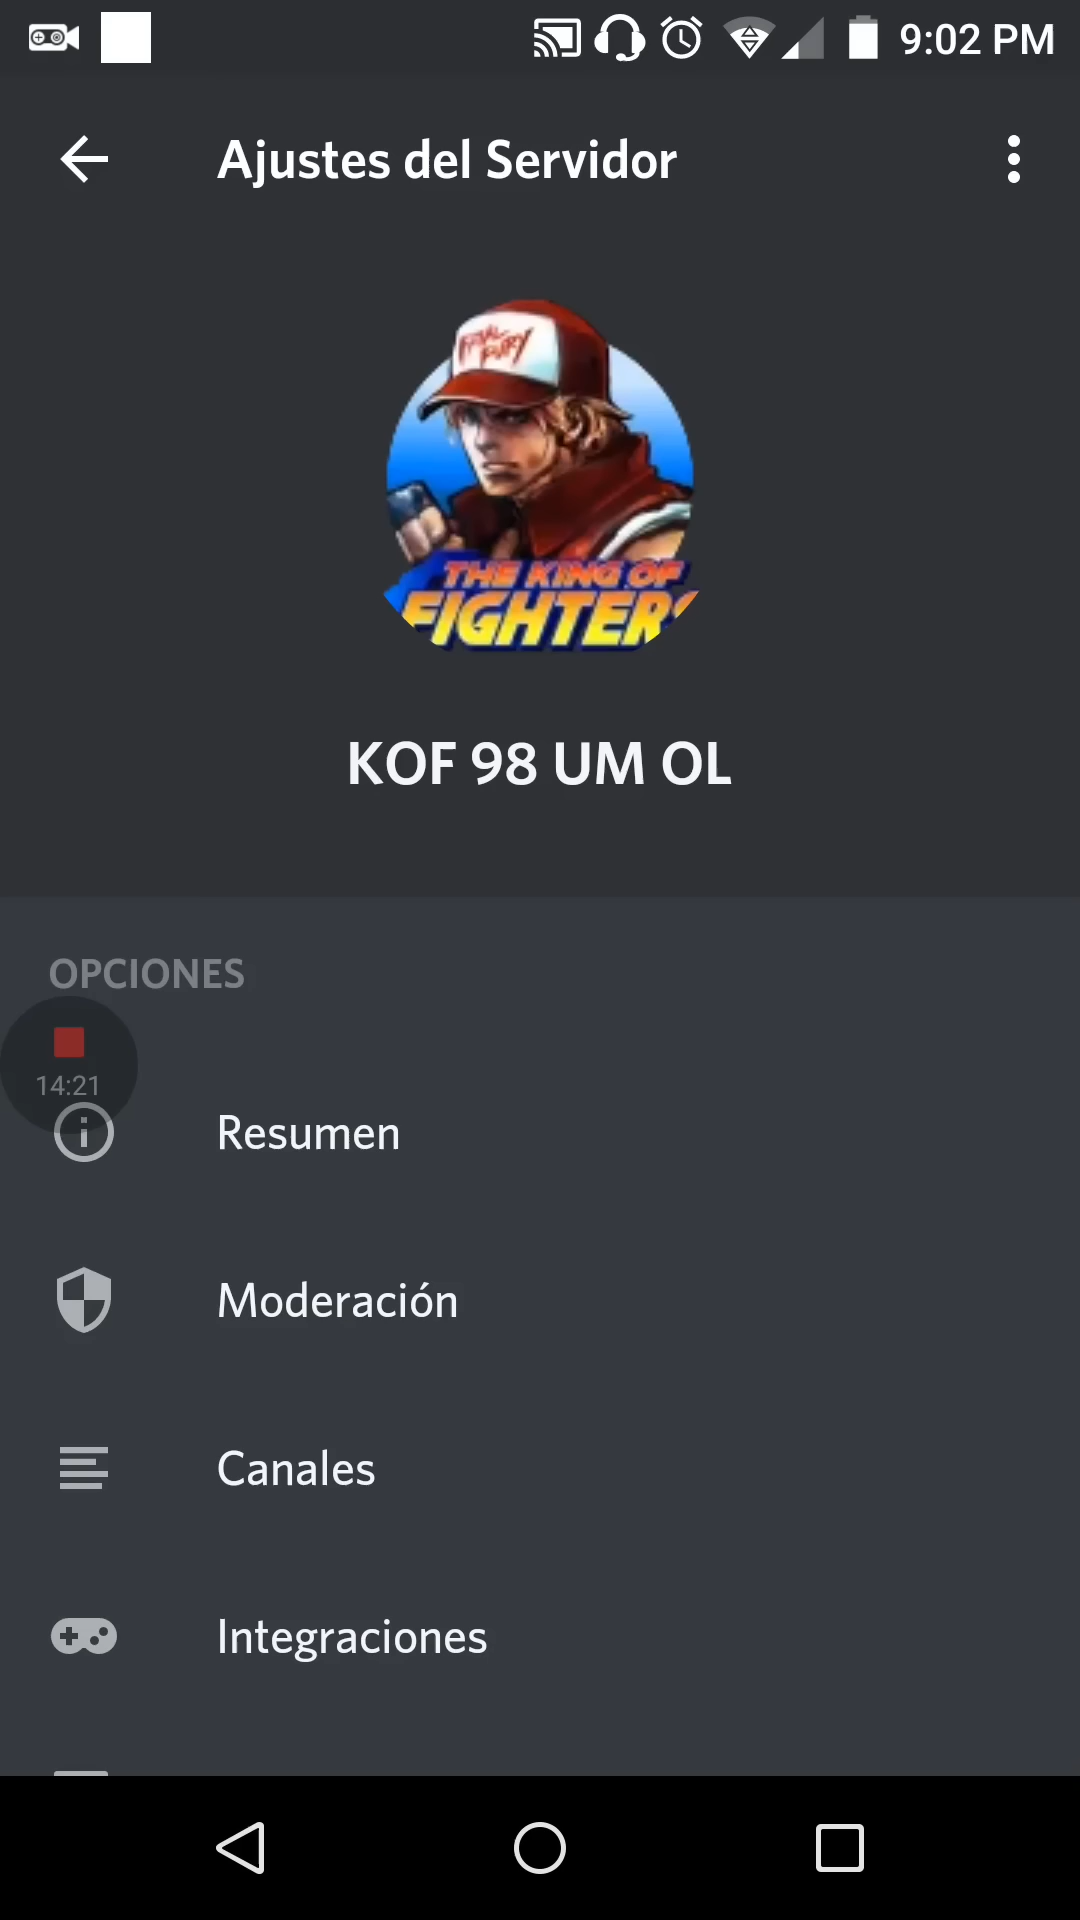 9:02 PM
Ajustes del Servidor
FATAL
FURY
THE KING OF
FIGHTERS
KOF 98 UM OL
OPCIONES
14:21
Resumen
Moderación
Canales
Integraciones